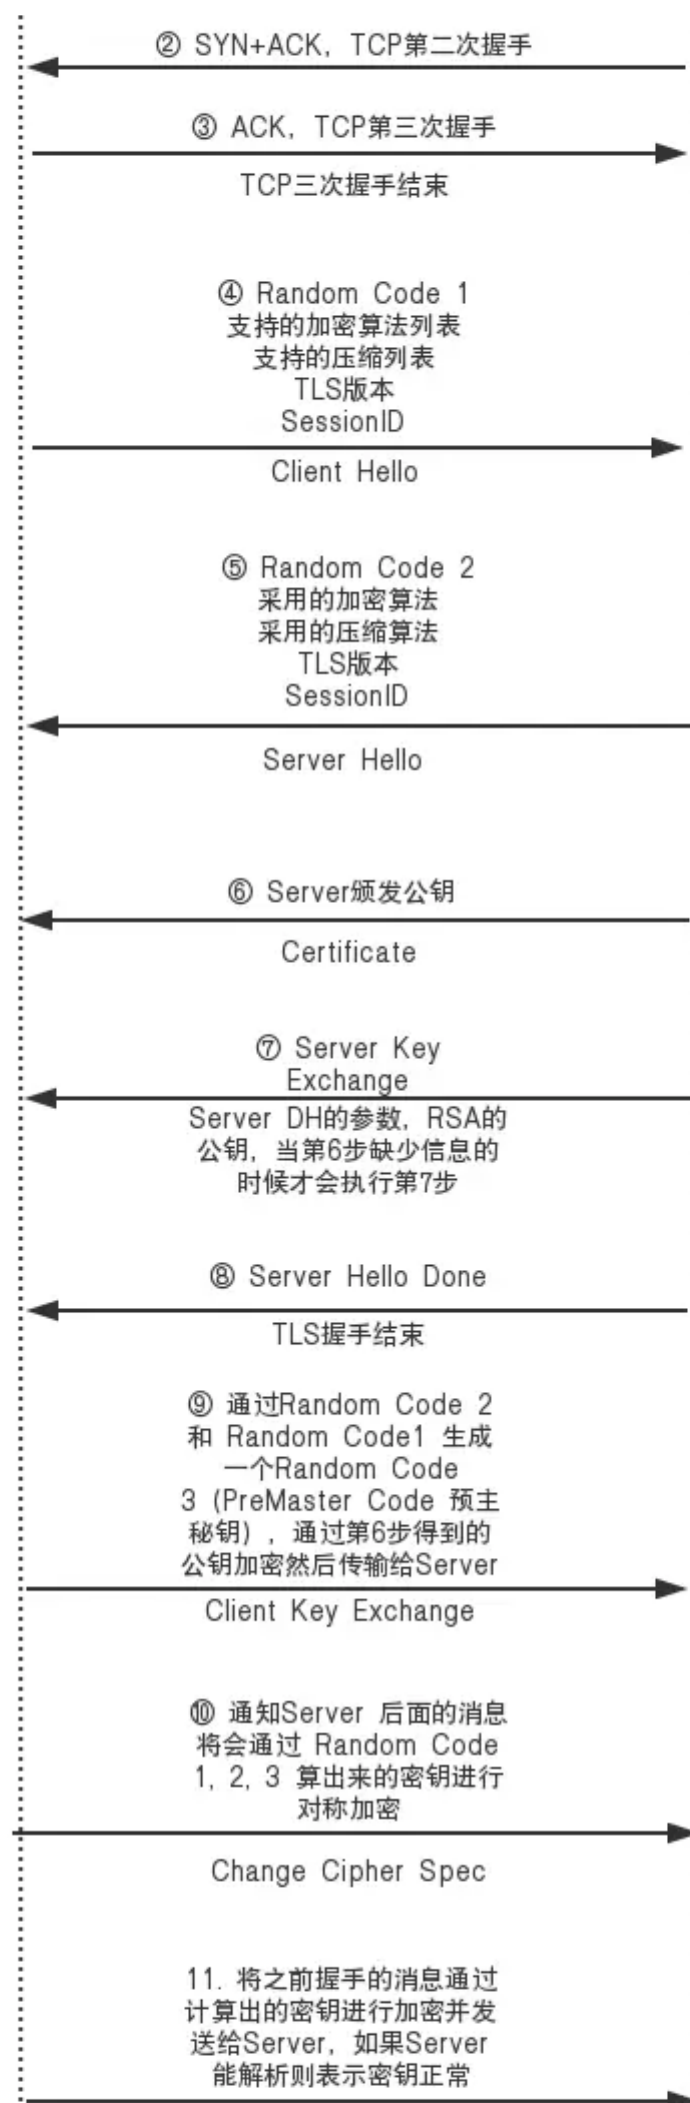 ② SYN+ACK, TCP第二次握手
③ ACK, TCP第三次握手
TCP三次握手结束
④ Random Code 1
支持的加密算法列表
支持的压缩列表
TLS版本
SessionID
Client Hello
⑤ Random Code 2
采用的加密算法
采用的压缩算法
TLS版本
SessionID
Server Hello
⑥ Server颁发公钥
Certificate
⑦ Server Key
Exchange
Server DH的参数, RSA的
公钥, 当第6步缺少信息的
时候才会执行第7步
⑧ Server Hello Done
TLS握手结束
⑨ 通过Random Code 2
和 Random Code1 生成
一个Random Code
3 (PreMaster Code 预主
秘钥) , 通过第6步得到的
公钥加密然后传输给Server
Client Key Exchange
⑩ 通知Server 后面的消息
将会通过 Random Code
1, 2, 3 算出来的密钥进行
对称加密
Change Cipher Spec
11. 将之前握手的消息通过
计算出的密钥进行加密并发
送给Server, 如果Server
能解析则表示密钥正常